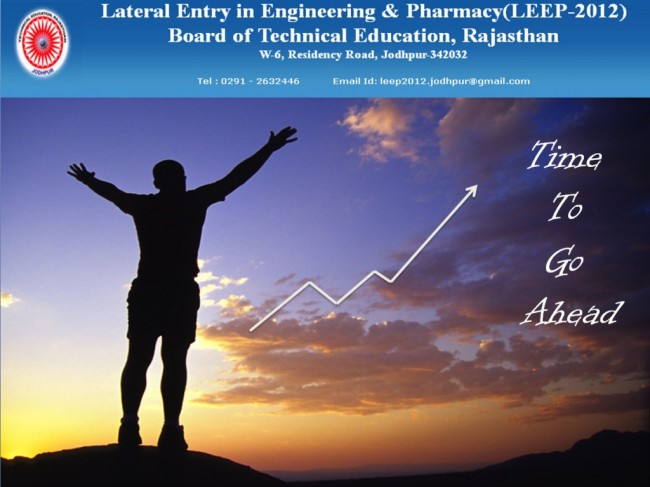 Lateral Entry in Engineering & Pharmacy(LEEP-2012)
Board of Technical Education, Rajasthan
W-6, Residency Road, Jodhpur-342032
Tel : 0291 - 2632446 Email Id: leep2012.jodhpur@gmail.com
JODHPUR
Time
To
Go
Ahead